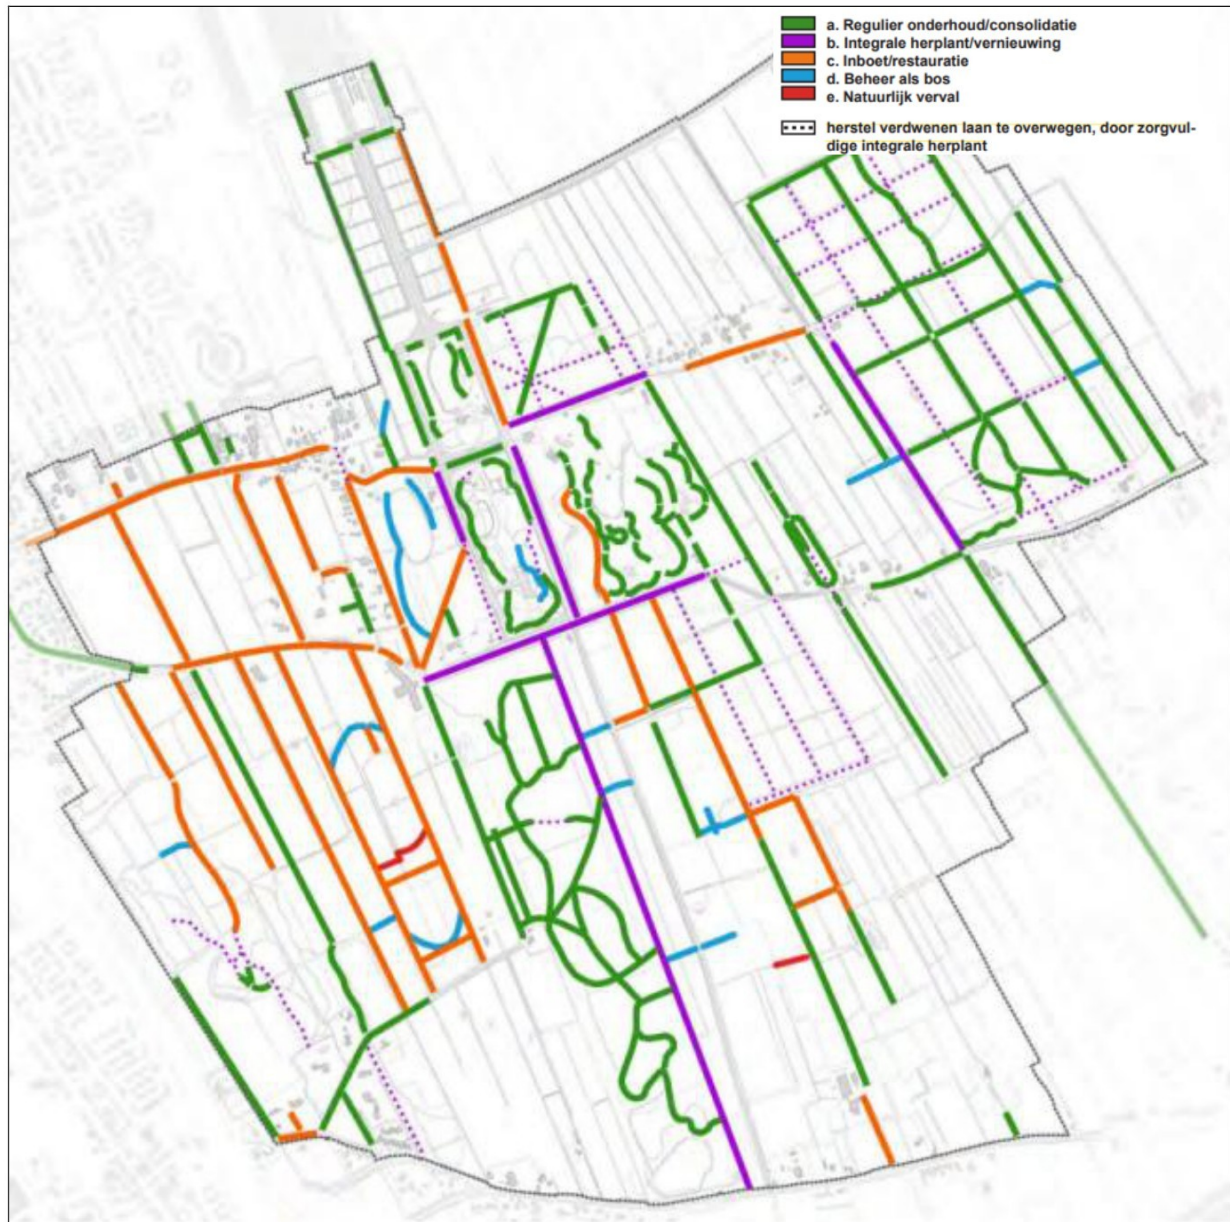 a. Regulier onderhoud/consolidatie
b. Integrale herplant/vernieuwing
c. Inboet/restauratie
d. Beheer als bos
e. Natuurlijk verval
herstel verdwenen laan te overwegen, door zorgvul-
dige integrale herplant